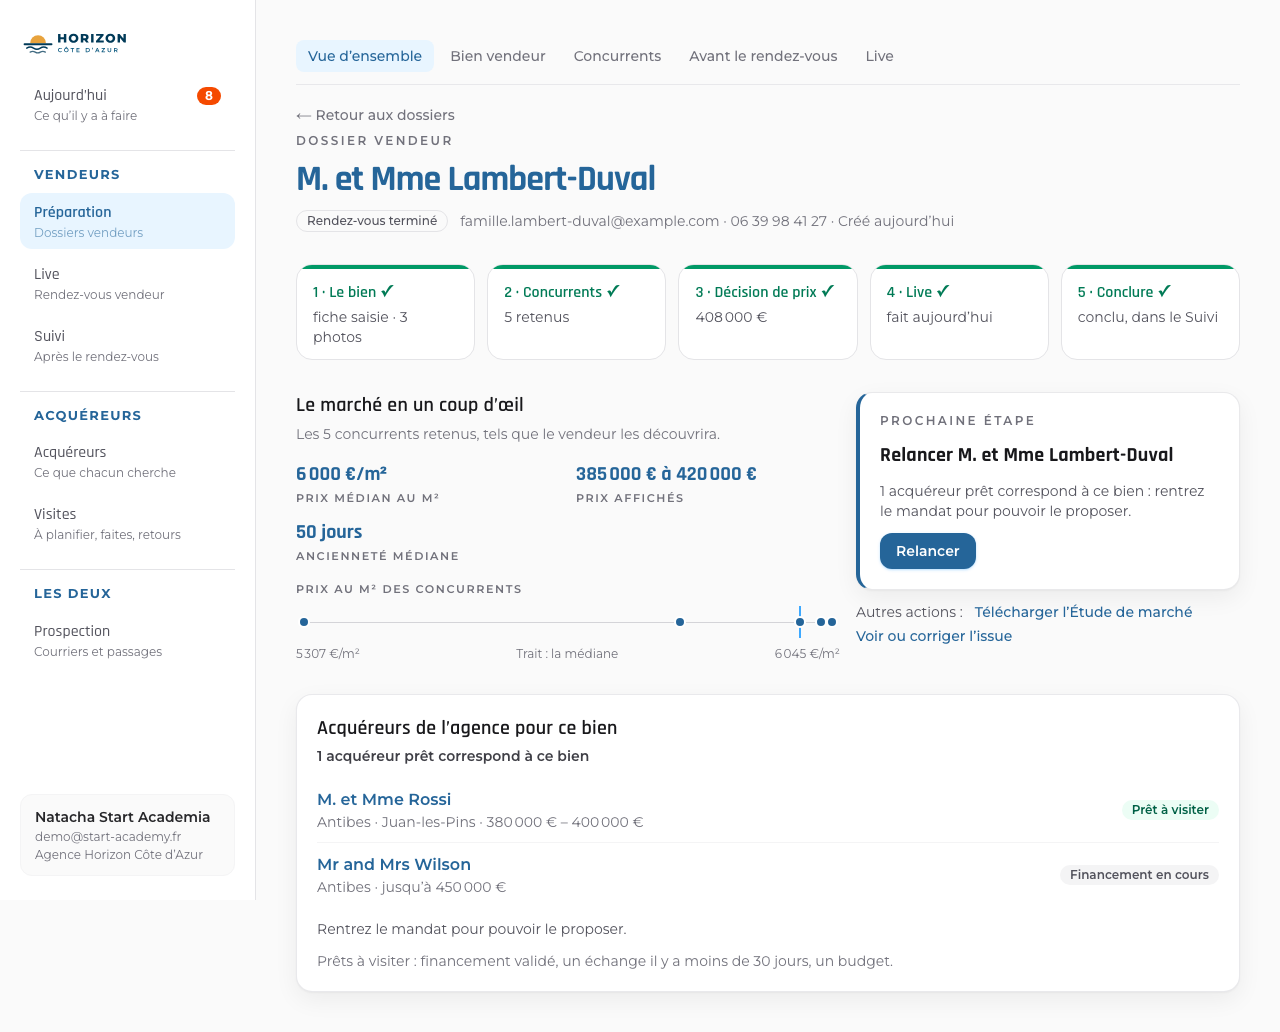 HORIZON
CÔTE D'AZUR
Aujourd'hui
8
Ce qu'il y a à faire
VENDEURS
Préparation
Dossiers vendeurs
Live
Rendez-vous vendeur
Suivi
Après le rendez-vous
ACQUÉREURS
Acquéreurs
Ce que chacun cherche
Visites
À planifier, faites, retours
LES DEUX
Prospection
Courriers et passages
Natacha Start Academia
demo@start-academy.fr
Agence Horizon Côte d'Azur
Vue d'ensemble
Bien vendeur
Concurrents
Avant le rendez-vous
Live
← Retour aux dossiers
DOSSIER VENDEUR
M. et Mme Lambert-Duval
Rendez-vous terminé
famille.lambert-duval@example.com · 06 39 98 41 27 · Créé aujourd'hui
1 · Le bien ✓
fiche saisie · 3
photos
2 · Concurrents ✓
5 retenus
3 · Décision de prix ✓
408 000 €
4 · Live ✓
fait aujourd'hui
5 · Conclure ✓
conclu, dans le Suivi
Le marché en un coup d'œil
Les 5 concurrents retenus, tels que le vendeur les découvrira.
6 000 €/m²
PRIX MÉDIAN AU M²
385 000 € à 420 000 €
PRIX AFFICHÉS
50 jours
ANCIENNETÉ MÉDIANE
PRIX AU M² DES CONCURRENTS
5 307 €/m²
Trait : la médiane
6 045 €/m²
PROCHAINE ÉTAPE
Relancer M. et Mme Lambert-Duval
1 acquéreur prêt correspond à ce bien : rentrez
le mandat pour pouvoir le proposer.
Relancer
Autres actions :
Télécharger l'Étude de marché
Voir ou corriger l'issue
Acquéreurs de l'agence pour ce bien
1 acquéreur prêt correspond à ce bien
M. et Mme Rossi
Antibes · Juan-les-Pins · 380 000 € – 400 000 €
Prêt à visiter
Mr and Mrs Wilson
Antibes · jusqu'à 450 000 €
Financement en cours
Rentrez le mandat pour pouvoir le proposer.
Prêts à visiter : financement validé, un échange il y a moins de 30 jours, un budget.